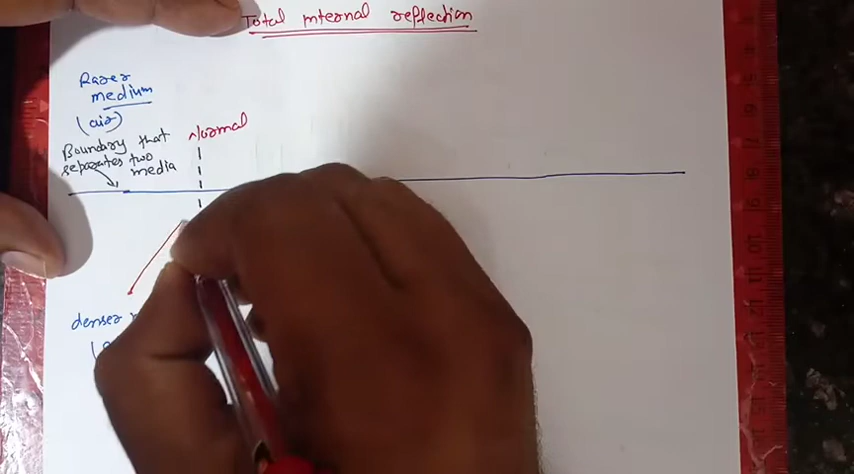 Total internal reflection
Rarer
medium
(air)
Boundary that
separates two
media
Normal
denser